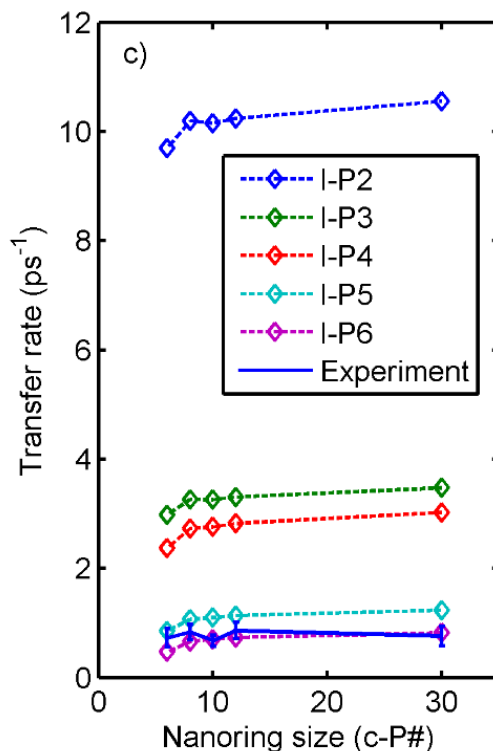 c)
12
10
8
6
4
2
0
Transfer rate (ps⁻¹)
l-P2
l-P3
l-P4
l-P5
l-P6
Experiment
0
10
20
30
Nanoring size (c-P#)